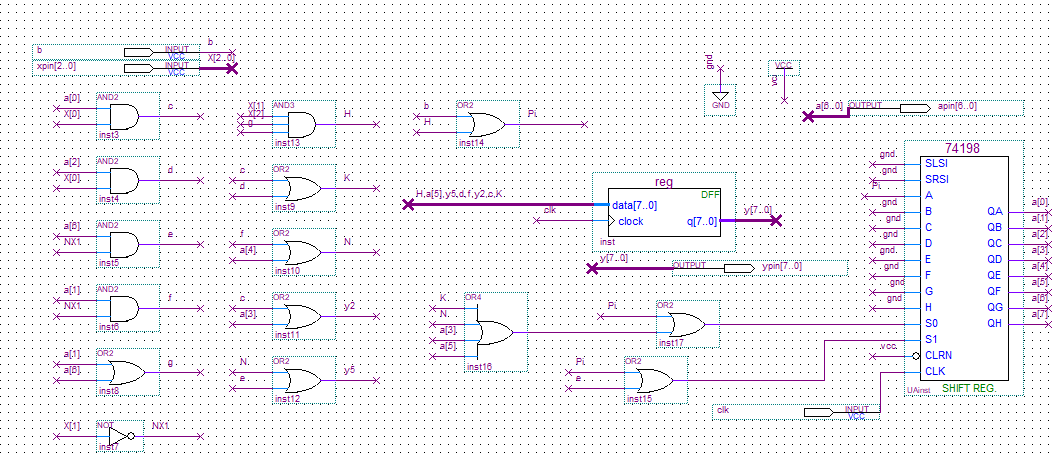 b INPUT VCC b
xpin[2..0] INPUT VCC X[2..0]
gnd GND
VCC vcc
a[6..0] OUTPUT apin[6..0]
AND2 a[0] X[0] c inst3
AND3 X[1] X[2] g H inst13
OR2 b H Pi inst14
AND2 a[2] X[0] d inst4
OR2 c d K inst9
AND2 a[6] NX1 e inst5
OR2 f a[4] N inst10
AND2 a[1] NX1 f inst6
OR2 c a[3] y2 inst11
OR2 a[1] a[6] g inst8
OR2 N e y5 inst12
X[1] NOT NX1 inst7
reg DFF
H,a[5],y5,d,f,y2,c,K data[7..0]
clk clock q[7..0] y[7..0]
inst
y[7..0] OUTPUT ypin[7..0]
OR4 K N a[3] a[5] inst16
OR2 Pi inst17
OR2 Pi e inst15
clk INPUT VCC
74198
gnd SLSI
gnd SRSI
Pi A
gnd B QA a[0]
gnd C QB a[1]
gnd D QC a[2]
gnd E QD a[3]
gnd F QE a[4]
gnd G QF a[5]
gnd H QG a[6]
S0 QH a[7]
S1
vcc CLRN
CLK
UAinst SHIFT REG.